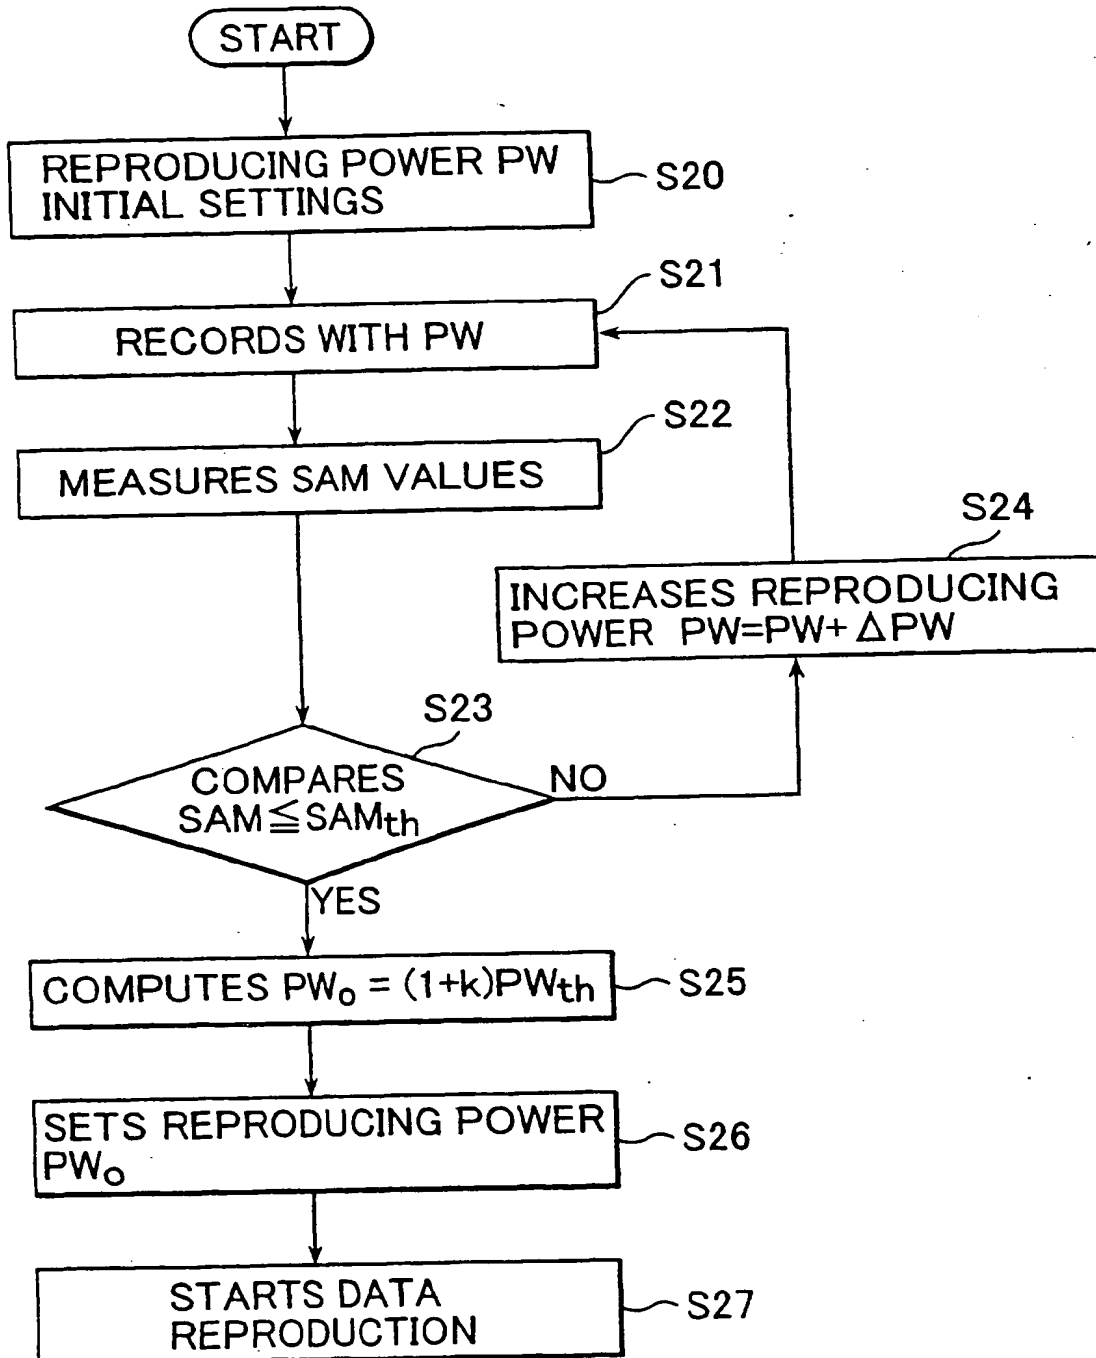 START
REPRODUCING POWER PW
INITIAL SETTINGS
S20
S21
RECORDS WITH PW
S22
MEASURES SAM VALUES
S24
INCREASES REPRODUCING
POWER PW=PW+ΔPW
S23
COMPARES
SAM≦SAMth
NO
YES
COMPUTES PWo = (1+k)PWth
S25
SETS REPRODUCING POWER
PWo
S26
STARTS DATA
REPRODUCTION
S27